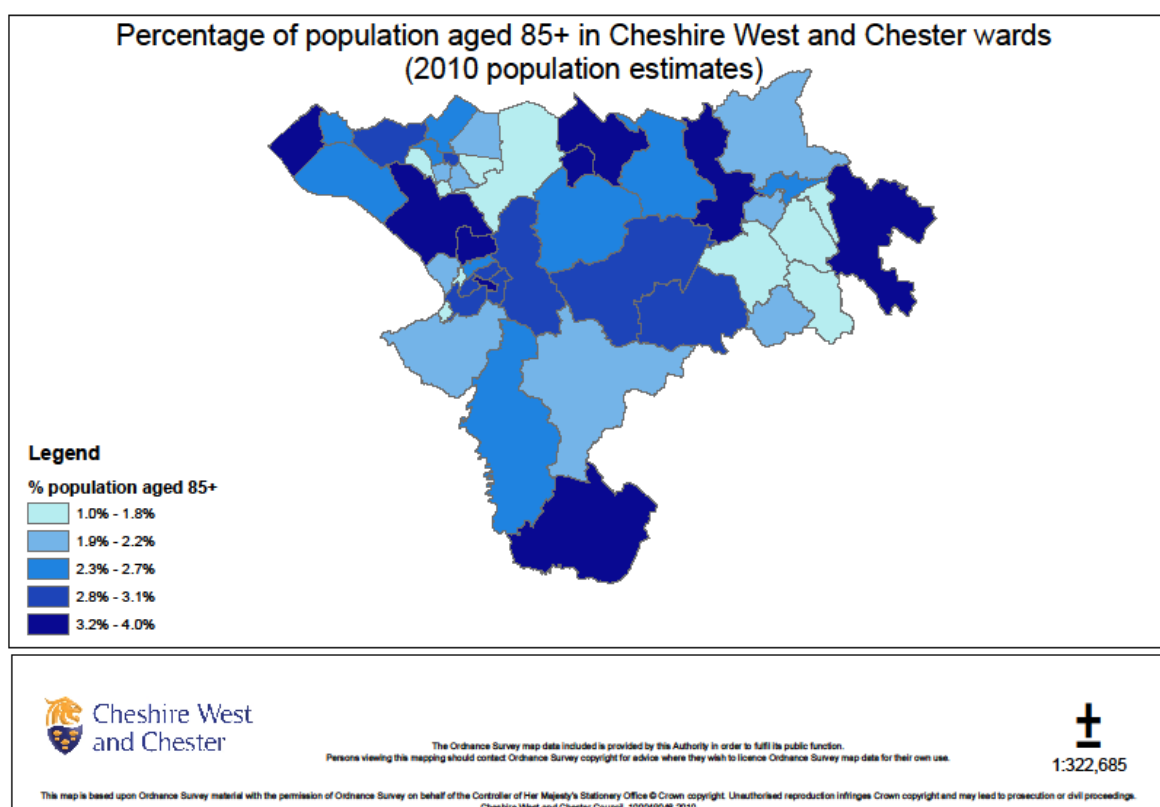 Percentage of population aged 85+ in Cheshire West and Chester wards
(2010 population estimates)
Legend
% population aged 85+
1.0% - 1.8%
1.9% - 2.2%
2.3% - 2.7%
2.8% - 3.1%
3.2% - 4.0%
Cheshire West
and Chester
The Ordnance Survey map data included is provided by this Authority in order to fulfil its public function.
Persons viewing this mapping should contact Ordnance Survey copyright for advice where they wish to licence Ordnance Survey map data for their own use.
1:322,685
This map is based upon Ordnance Survey material with the permission of Ordnance Survey on behalf of the Controller of Her Majesty's Stationery Office © Crown copyright. Unauthorised reproduction infringes Crown copyright and may lead to prosecution or civil proceedings.
Cheshire West and Chester Council